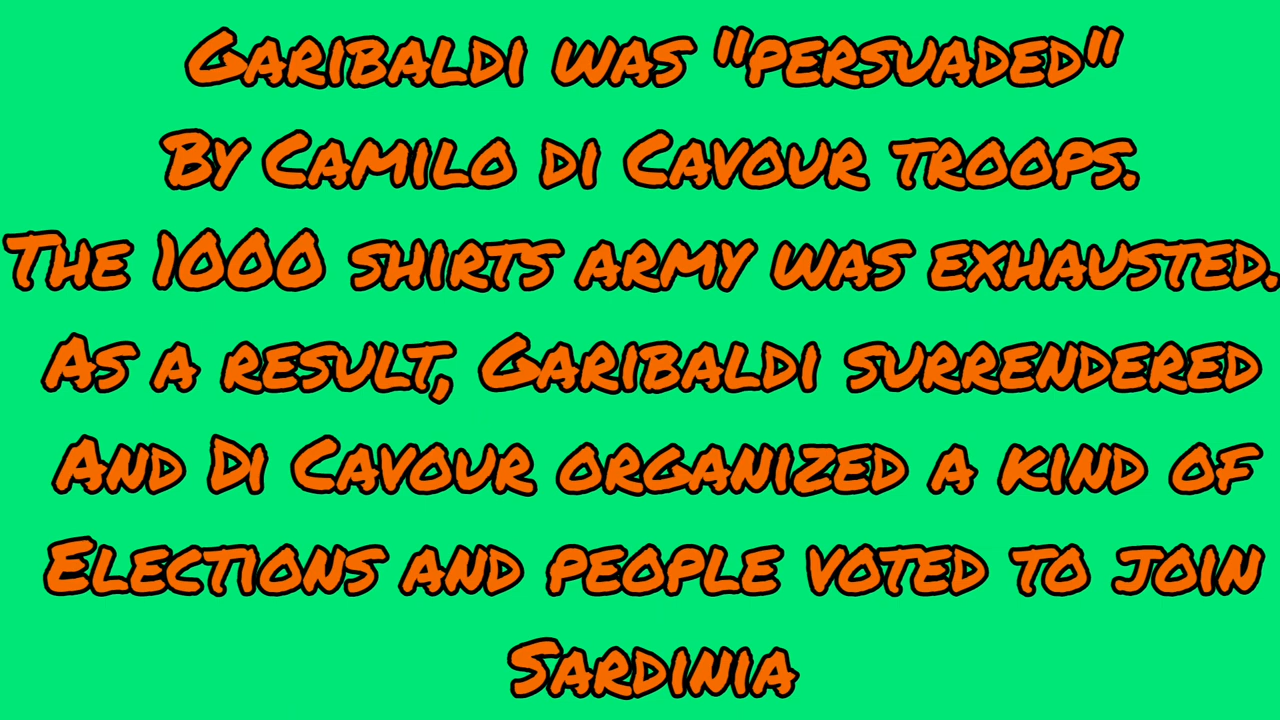 Garibaldi was "persuaded"
By Camilo di Cavour troops.
The 1000 shirts army was exhausted.
As a result, Garibaldi surrendered
And Di Cavour organized a kind of
Elections and people voted to join
Sardinia